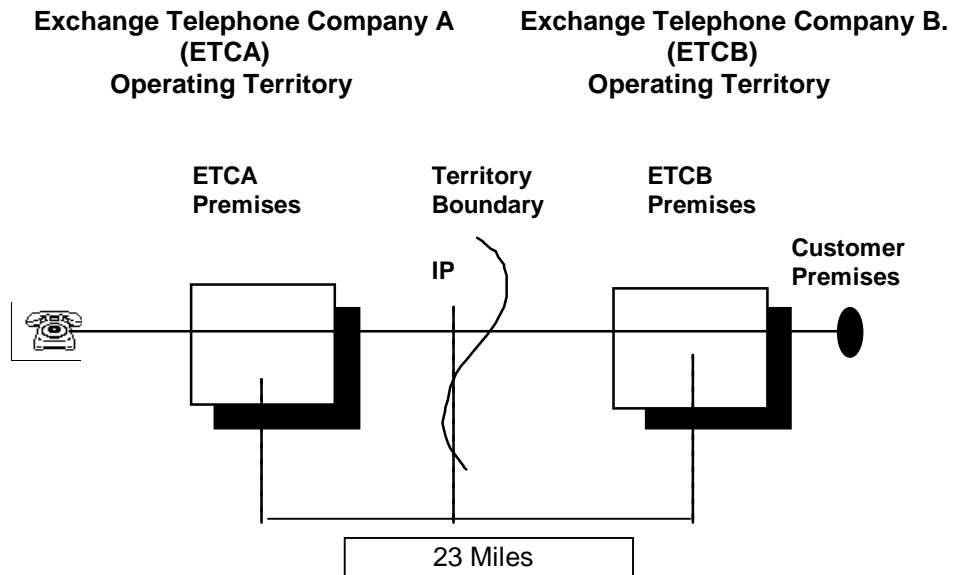 Exchange Telephone Company A
(ETCA)
Operating Territory
Exchange Telephone Company B.
(ETCB)
Operating Territory
ETCA
Premises
Territory
Boundary
ETCB
Premises
IP
Customer
Premises
23 Miles